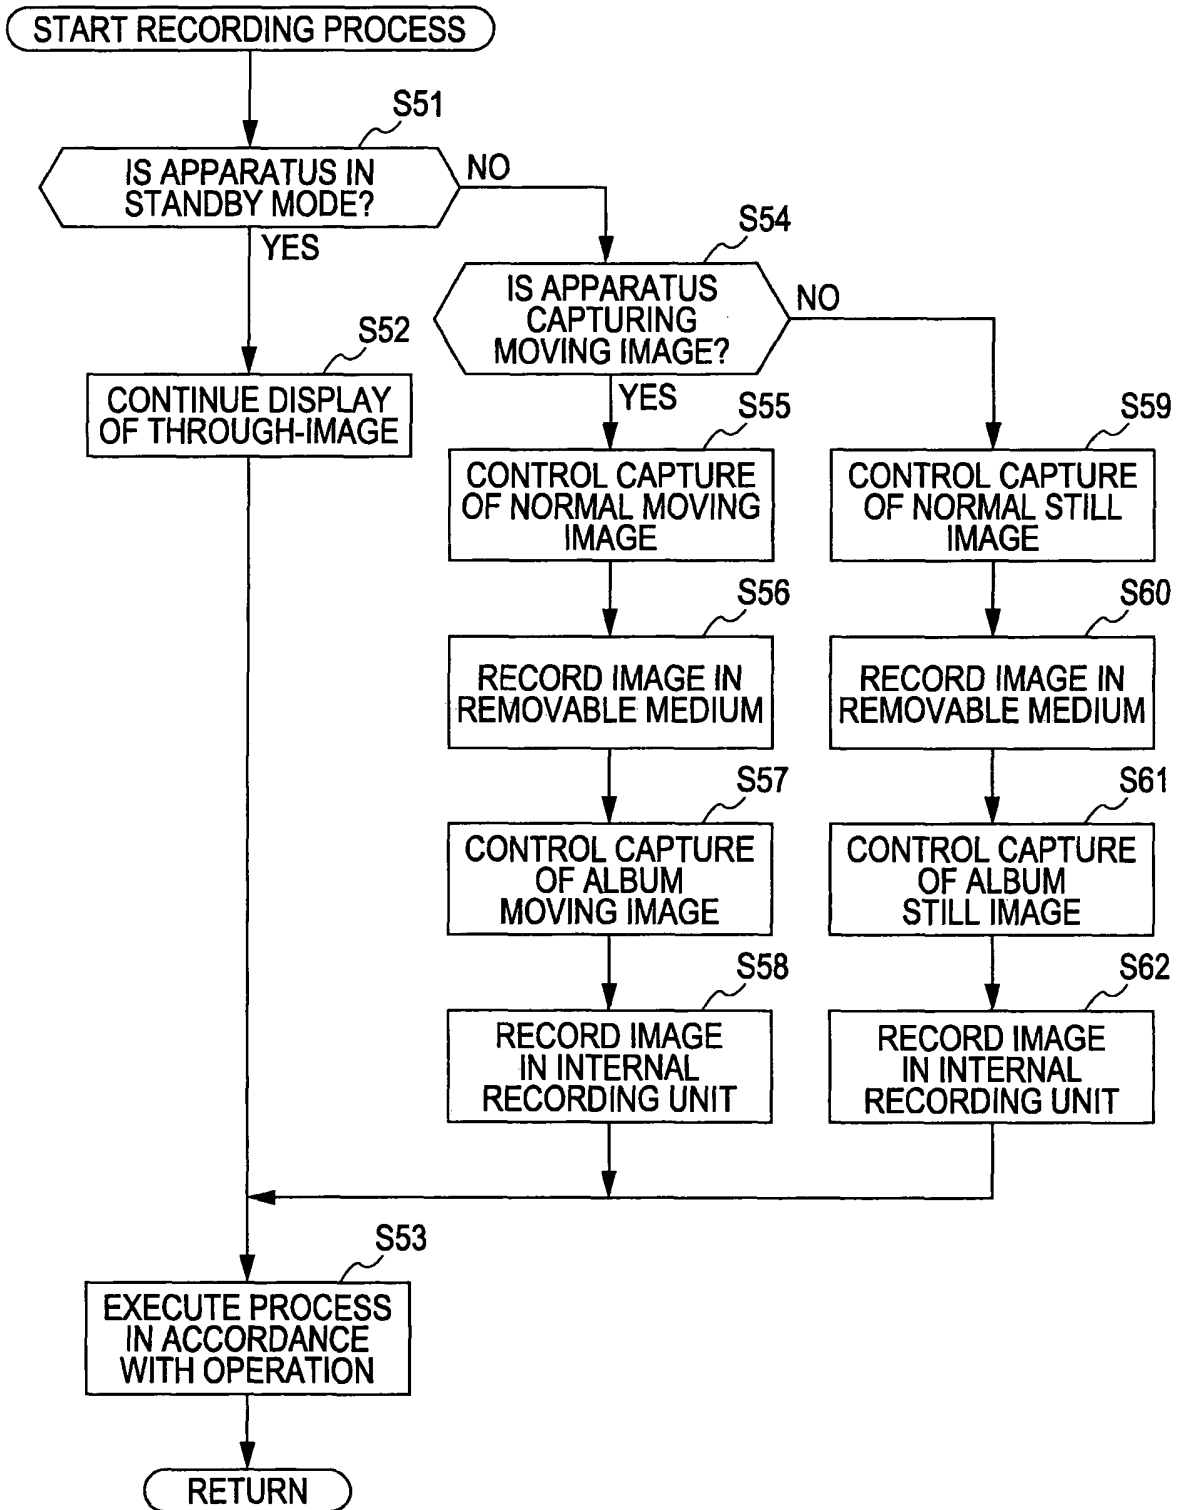 START RECORDING PROCESS
S51
IS APPARATUS IN
STANDBY MODE?
NO
YES
S52
CONTINUE DISPLAY
OF THROUGH-IMAGE
S54
IS APPARATUS
CAPTURING
MOVING IMAGE?
NO
YES
S55
CONTROL CAPTURE
OF NORMAL MOVING
IMAGE
S56
RECORD IMAGE IN
REMOVABLE MEDIUM
S57
CONTROL CAPTURE
OF ALBUM
MOVING IMAGE
S58
RECORD IMAGE
IN INTERNAL
RECORDING UNIT
S59
CONTROL CAPTURE
OF NORMAL STILL
IMAGE
S60
RECORD IMAGE IN
REMOVABLE MEDIUM
S61
CONTROL CAPTURE
OF ALBUM
STILL IMAGE
S62
RECORD IMAGE
IN INTERNAL
RECORDING UNIT
S53
EXECUTE PROCESS
IN ACCORDANCE
WITH OPERATION
RETURN